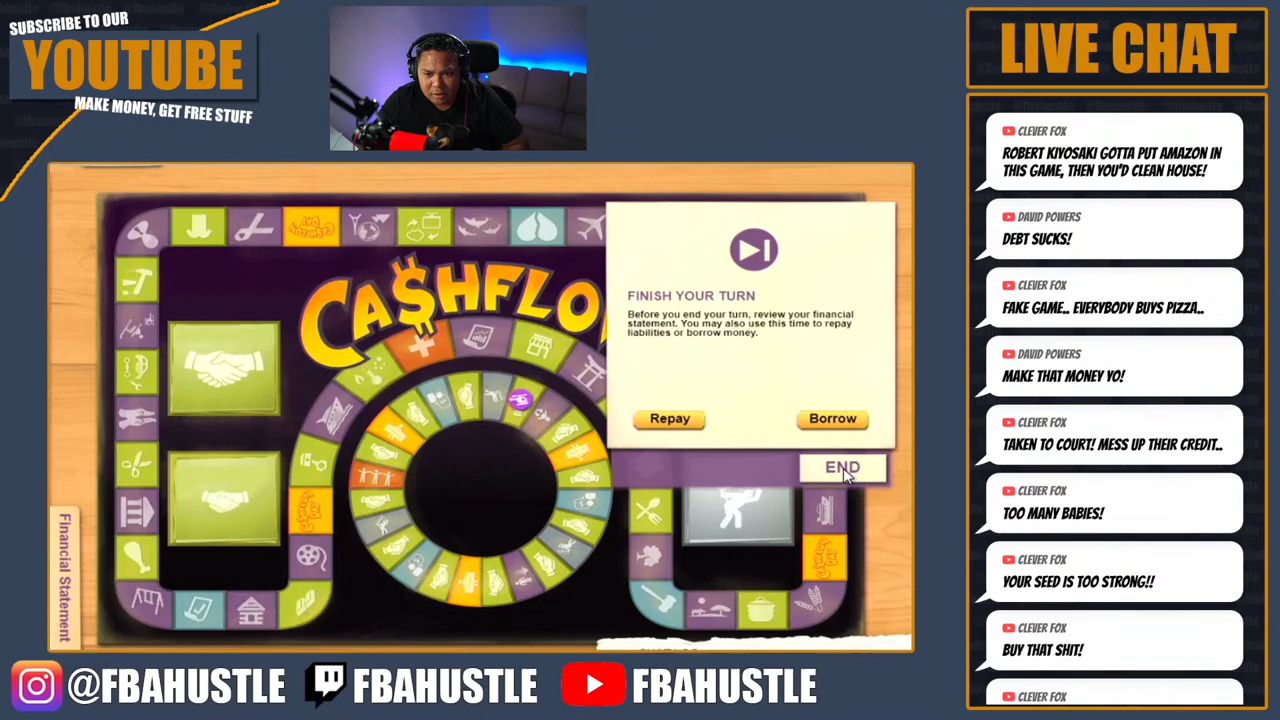 SUBSCRIBE TO OUR
YOUTUBE
MAKE MONEY, GET FREE STUFF
LIVE CHAT
CLEVER FOX
ROBERT KIYOSAKI GOTTA PUT AMAZON IN
THIS GAME, THEN YOU'D CLEAN HOUSE!
DAVID POWERS
DEBT SUCKS!
CLEVER FOX
FAKE GAME.. EVERYBODY BUYS PIZZA..
DAVID POWERS
MAKE THAT MONEY YO!
CLEVER FOX
TAKEN TO COURT! MESS UP THEIR CREDIT..
CLEVER FOX
TOO MANY BABIES!
CLEVER FOX
YOUR SEED IS TOO STRONG!!
CLEVER FOX
BUY THAT SHIT!
CLEVER FOX
CA$HFLO
FINISH YOUR TURN
Before you end your turn, review your financial
statement. You may also use this time to repay
liabilities or borrow money.
Repay
Borrow
END
Financial Statement
@FBAHUSTLE
FBAHUSTLE
FBAHUSTLE